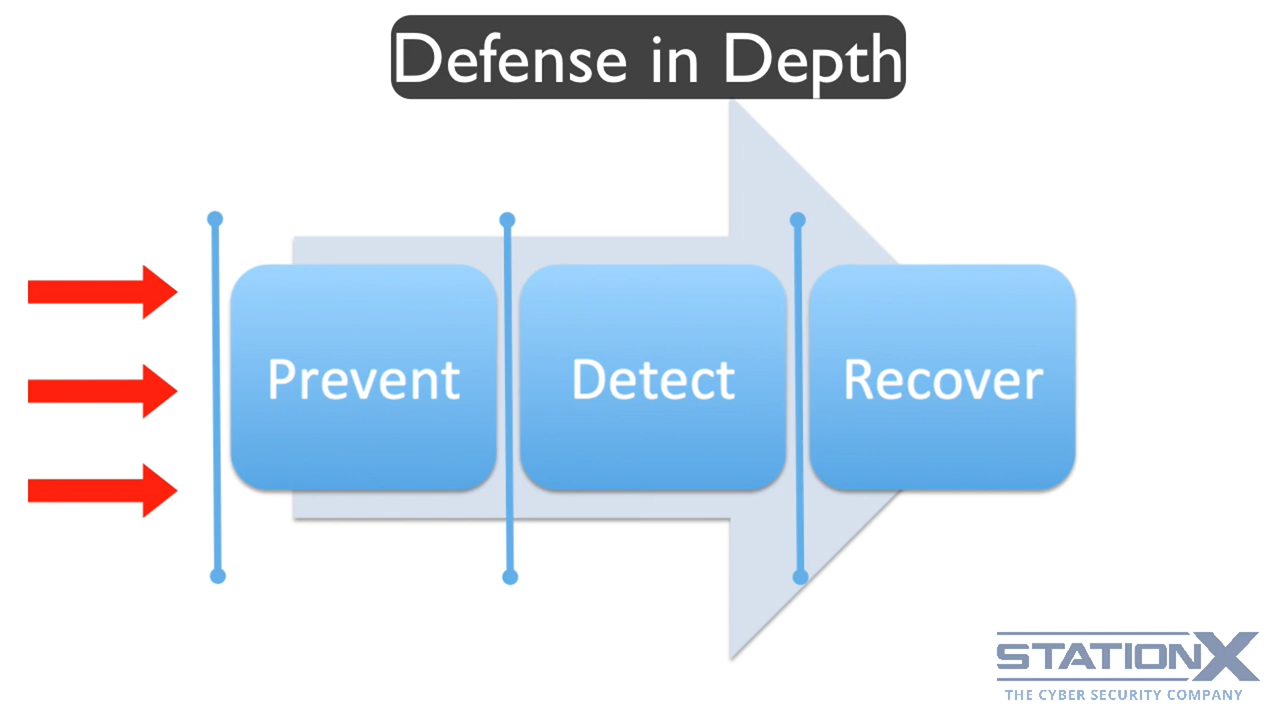 Defense in Depth
Prevent
Detect
Recover
STATIONX
THE CYBER SECURITY COMPANY